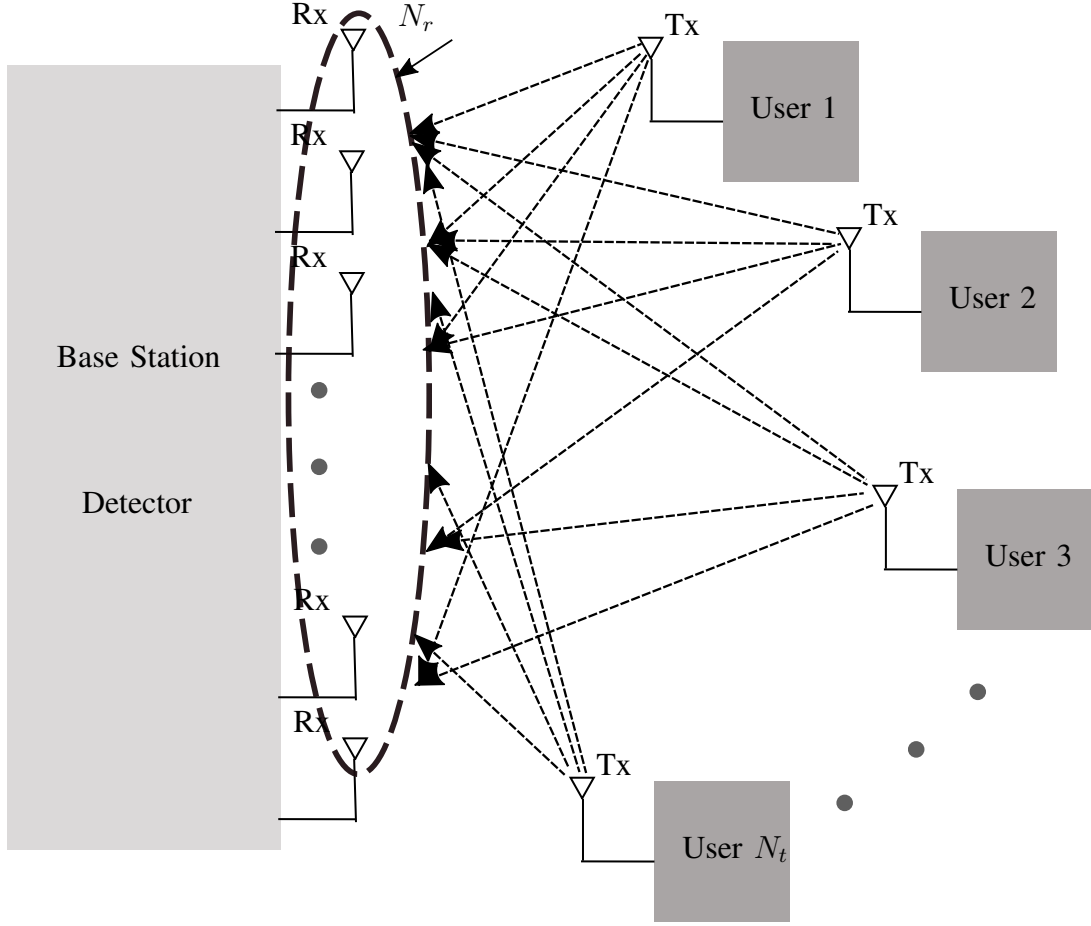 Rx
N_r
Tx
User 1
Rx
Tx
Rx
User 2
Base Station
Tx
Detector
User 3
Rx
Rx
Tx
User N_t